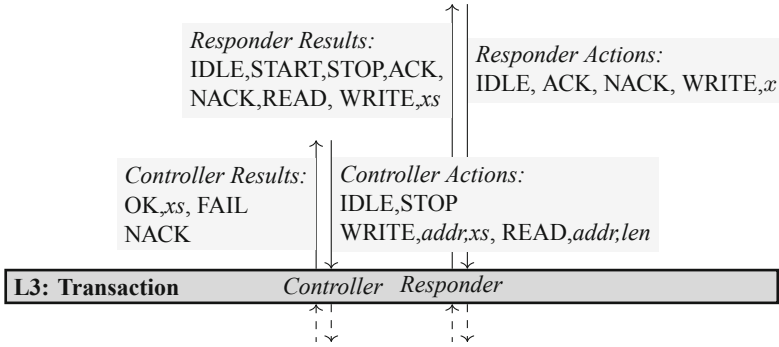 Responder Results:
IDLE,START,STOP,ACK,
NACK,READ, WRITE,xs
Responder Actions:
IDLE, ACK, NACK, WRITE,x
Controller Results:
OK,xs, FAIL
NACK
Controller Actions:
IDLE,STOP
WRITE,addr,xs, READ,addr,len
L3: Transaction Controller Responder